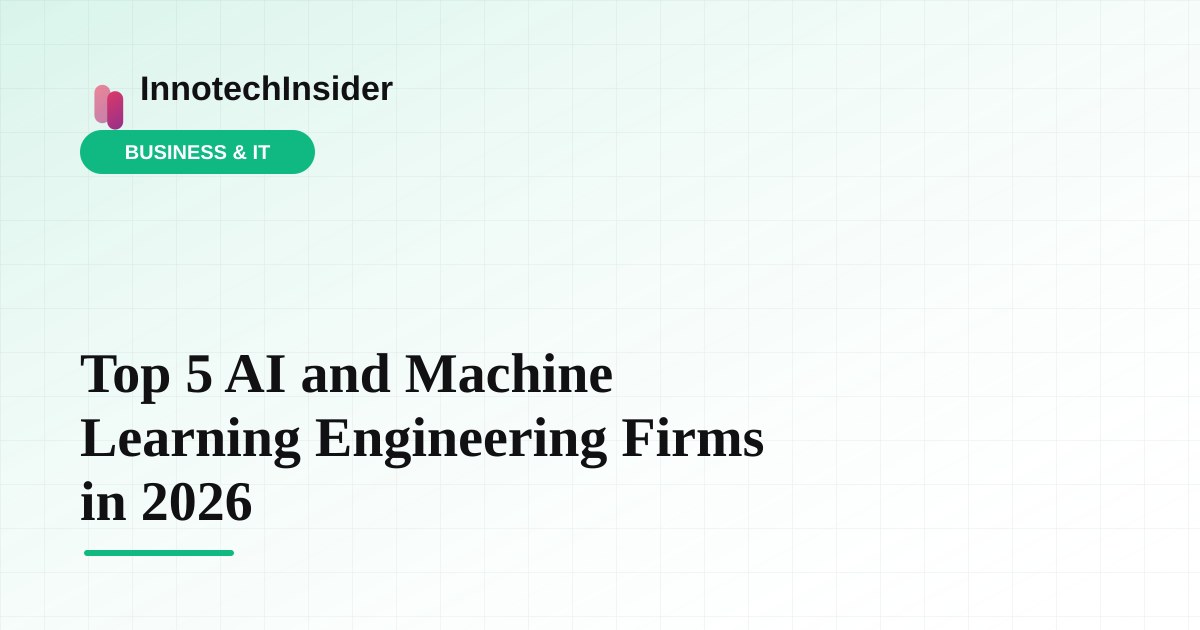 InnotechInsider
BUSINESS & IT
Top 5 AI and Machine
Learning Engineering Firms
in 2026